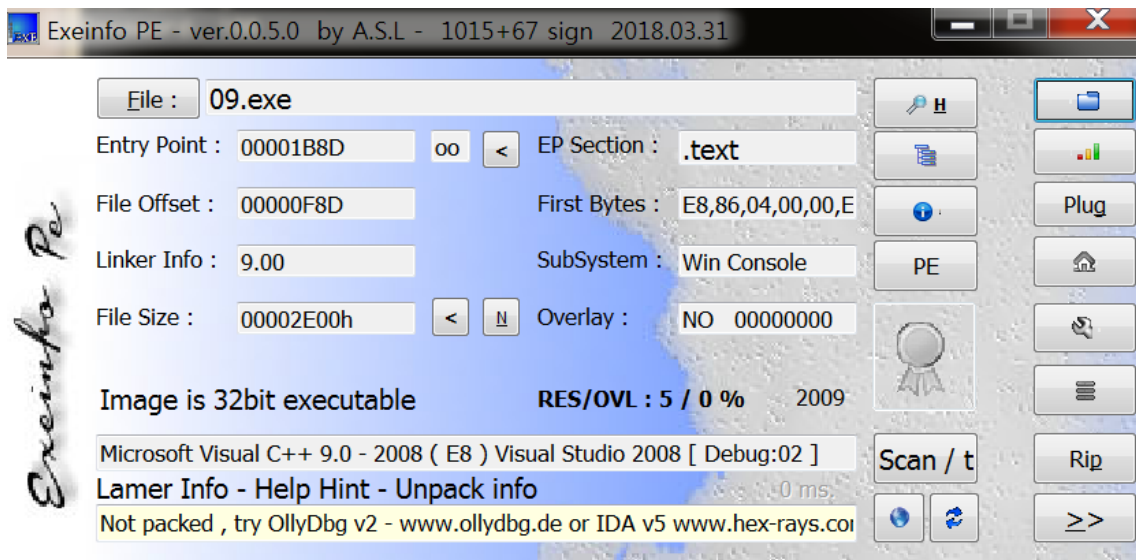 Exeinfo PE - ver.0.0.5.0 by A.S.L - 1015+67 sign 2018.03.31
File : 09.exe H
Entry Point : 00001B8D oo < EP Section : .text
File Offset : 00000F8D First Bytes : E8,86,04,00,00,E Plug
Linker Info : 9.00 SubSystem : Win Console PE
File Size : 00002E00h < N Overlay : NO 00000000
Image is 32bit executable RES/OVL : 5 / 0 % 2009
Microsoft Visual C++ 9.0 - 2008 ( E8 ) Visual Studio 2008 [ Debug:02 ] Scan / t Rip
Lamer Info - Help Hint - Unpack info 0 ms.
Not packed , try OllyDbg v2 - www.ollydbg.de or IDA v5 www.hex-rays.co >>
Exeinfo Pe